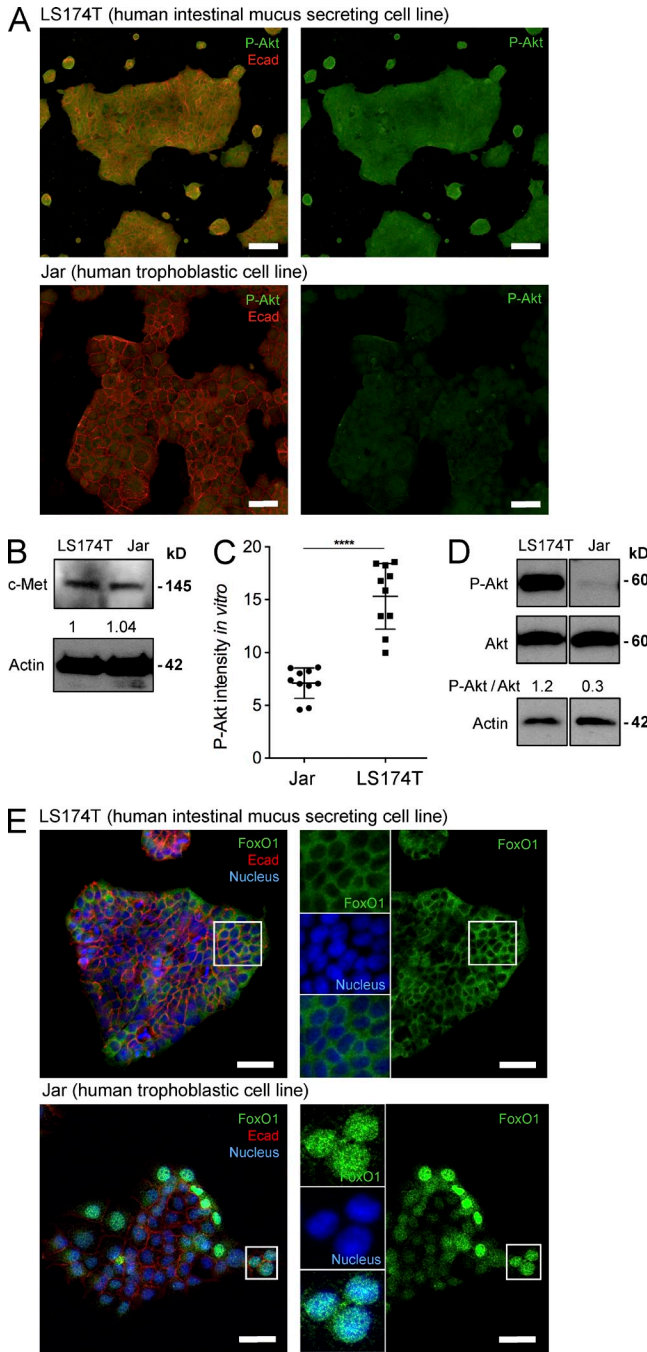 A
LS174T (human intestinal mucus secreting cell line)
P-Akt
Ecad
P-Akt
Jar (human trophoblastic cell line)
P-Akt
Ecad
P-Akt
B
LS174T Jar kD
c-Met - 145
1 1.04
Actin - 42
C
P-Akt intensity in vitro
20
15
10
5
0
****
Jar LS174T
D
LS174T Jar kD
P-Akt - 60
Akt - 60
P-Akt / Akt 1.2 0.3
Actin - 42
E
LS174T (human intestinal mucus secreting cell line)
FoxO1
Ecad
Nucleus
FoxO1
Nucleus
FoxO1
Jar (human trophoblastic cell line)
FoxO1
Ecad
Nucleus
FoxO1
Nucleus
FoxO1